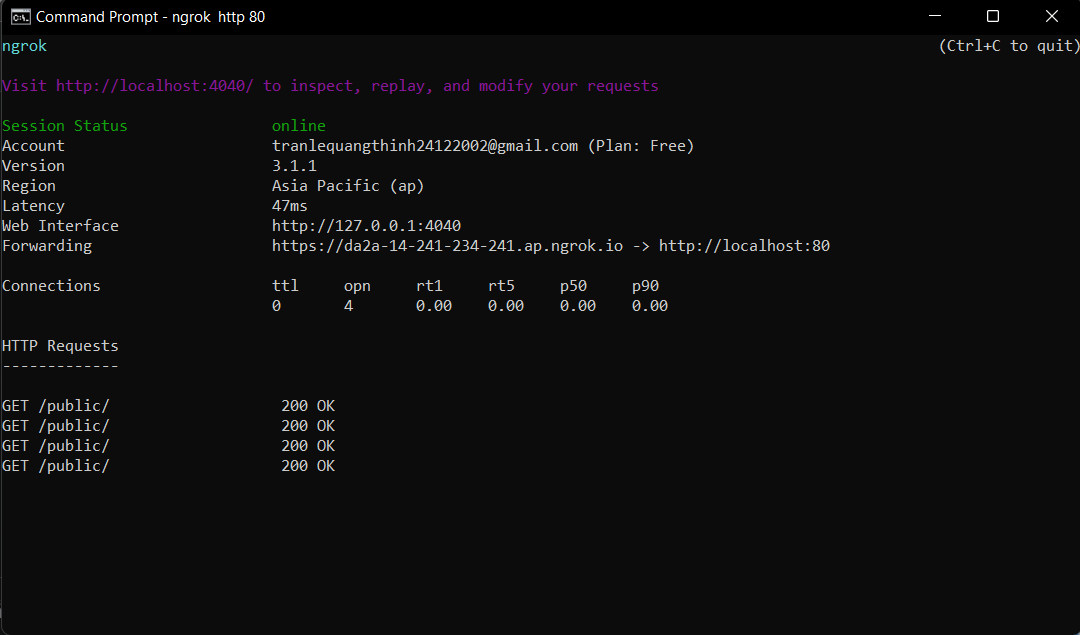 Command Prompt - ngrok  http 80
ngrok (Ctrl+C to quit)
Visit http://localhost:4040/ to inspect, replay, and modify your requests
Session Status online
Account tranlequangthinh24122002@gmail.com (Plan: Free)
Version 3.1.1
Region Asia Pacific (ap)
Latency 47ms
Web Interface http://127.0.0.1:4040
Forwarding https://da2a-14-241-234-241.ap.ngrok.io -> http://localhost:80
Connections ttl opn rt1 rt5 p50 p90
0 4 0.00 0.00 0.00 0.00
HTTP Requests
-------------
GET /public/ 200 OK
GET /public/ 200 OK
GET /public/ 200 OK
GET /public/ 200 OK